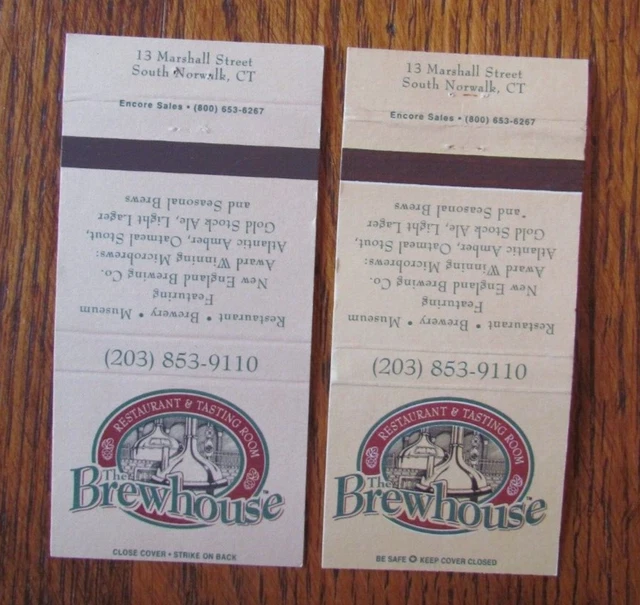 13 Marshall Street
South Norwalk, CT
Encore Sales • (800) 653-6267
Restaurant • Brewery • Museum
Featuring
New England Brewing Co.
Award Winning Microbrews:
Atlantic Amber, Oatmeal Stout,
Gold Stock Ale, Light Lager
and Seasonal Brews
(203) 853-9110
RESTAURANT & TASTING ROOM
The
Brewhouse™
CLOSE COVER • STRIKE ON BACK
13 Marshall Street
South Norwalk, CT
Encore Sales • (800) 653-6267
Restaurant • Brewery • Museum
Featuring
New England Brewing Co.
Award Winning Microbrews:
Atlantic Amber, Oatmeal Stout,
Gold Stock Ale, Light Lager
and Seasonal Brews
(203) 853-9110
RESTAURANT & TASTING ROOM
The
Brewhouse™
BE SAFE ♻ KEEP COVER CLOSED